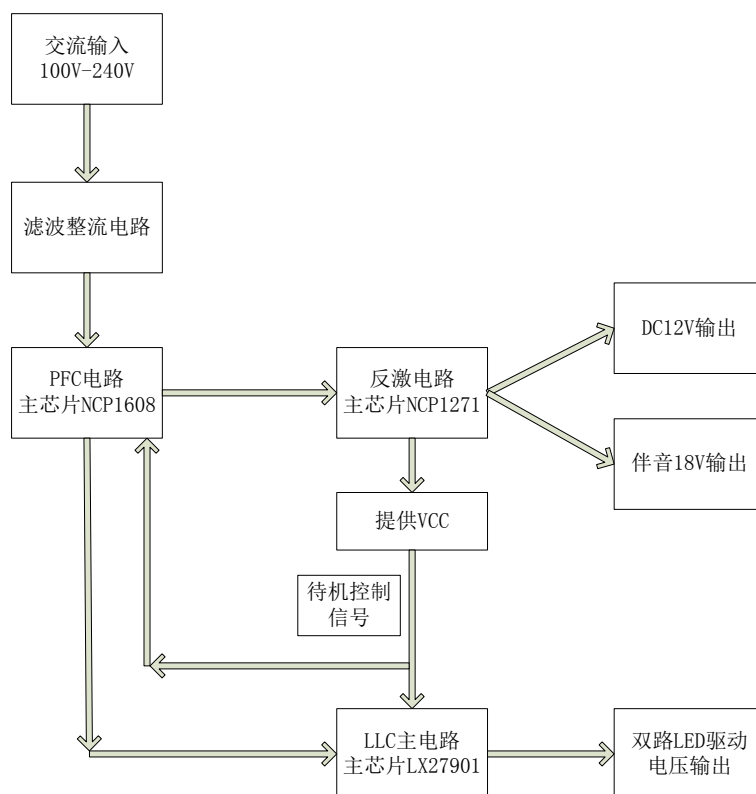 交流输入
100V-240V
滤波整流电路
DC12V输出
PFC电路
主芯片NCP1608
反激电路
主芯片NCP1271
伴音18V输出
提供VCC
待机控制
信号
LLC主电路
主芯片LX27901
双路LED驱动
电压输出